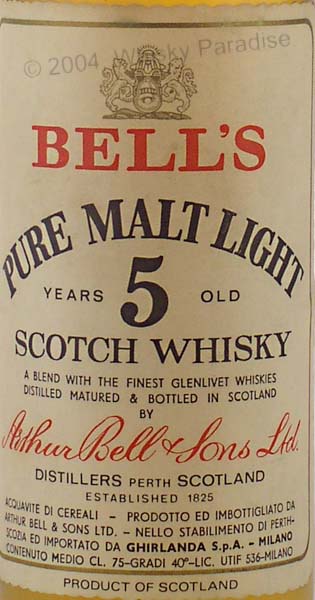 © 2004, Whisky Paradise
BELL'S
PURE MALT LIGHT
YEARS 5 OLD
SCOTCH WHISKY
A BLEND WITH THE FINEST GLENLIVET WHISKIES
DISTILLED MATURED & BOTTLED IN SCOTLAND
BY
Arthur Bell & Sons Ltd.
DISTILLERS PERTH SCOTLAND
ESTABLISHED 1825
ACQUAVITE DI CEREALI - PRODOTTO ED IMBOTTIGLIATO DA
ARTHUR BELL & SONS LTD. - NELLO STABILIMENTO DI PERTH-
SCOZIA ED IMPORTATO DA GHIRLANDA S.p.A. - MILANO
CONTENUTO MEDIO CL. 75-GRADI 40º-LIC. UTIF 536-MILANO
PRODUCT OF SCOTLAND